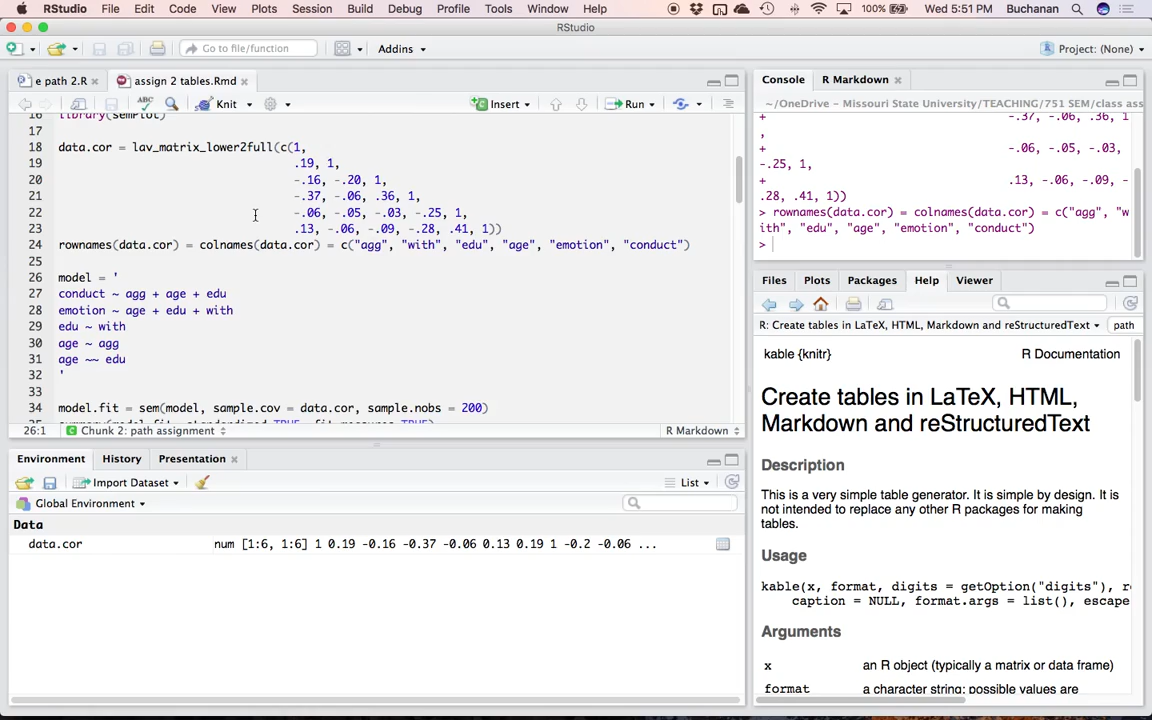 RStudio File Edit Code View Plots Session Build Debug Profile Tools Window Help 100% Wed 5:51 PM Buchanan
RStudio
Go to file/function Addins Project: (None)
e path 2.R assign 2 tables.Rmd
Knit Insert Run
16 library(semPlot)
17
18 data.cor = lav_matrix_lower2full(c(1,
19 .19, 1,
20 -.16, -.20, 1,
21 -.37, -.06, .36, 1,
22 -.06, -.05, -.03, -.25, 1,
23 .13, -.06, -.09, -.28, .41, 1))
24 rownames(data.cor) = colnames(data.cor) = c("agg", "with", "edu", "age", "emotion", "conduct")
25
26 model = '
27 conduct ~ agg + age + edu
28 emotion ~ age + edu + with
29 edu ~ with
30 age ~ agg
31 age ~~ edu
32 '
33
34 model.fit = sem(model, sample.cov = data.cor, sample.nobs = 200)
26:1 Chunk 2: path assignment R Markdown
Environment History Presentation
Import Dataset List
Global Environment
Data
data.cor num [1:6, 1:6] 1 0.19 -0.16 -0.37 -0.06 0.13 0.19 1 -0.2 -0.06 ...
Console R Markdown
~/OneDrive – Missouri State University/TEACHING/751 SEM/class ass
+ -.37, -.06, .36, 1
,
+ -.06, -.05, -.03,
-.25, 1,
+ .13, -.06, -.09, -
.28, .41, 1))
> rownames(data.cor) = colnames(data.cor) = c("agg", "w
ith", "edu", "age", "emotion", "conduct")
>
Files Plots Packages Help Viewer
R: Create tables in LaTeX, HTML, Markdown and reStructuredText path
kable {knitr} R Documentation
Create tables in LaTeX, HTML,
Markdown and reStructuredText
Description
This is a very simple table generator. It is simple by design. It is
not intended to replace any other R packages for making
tables.
Usage
kable(x, format, digits = getOption("digits"), r
caption = NULL, format.args = list(), escape
Arguments
x an R object (typically a matrix or data frame)
format a character string; possible values are